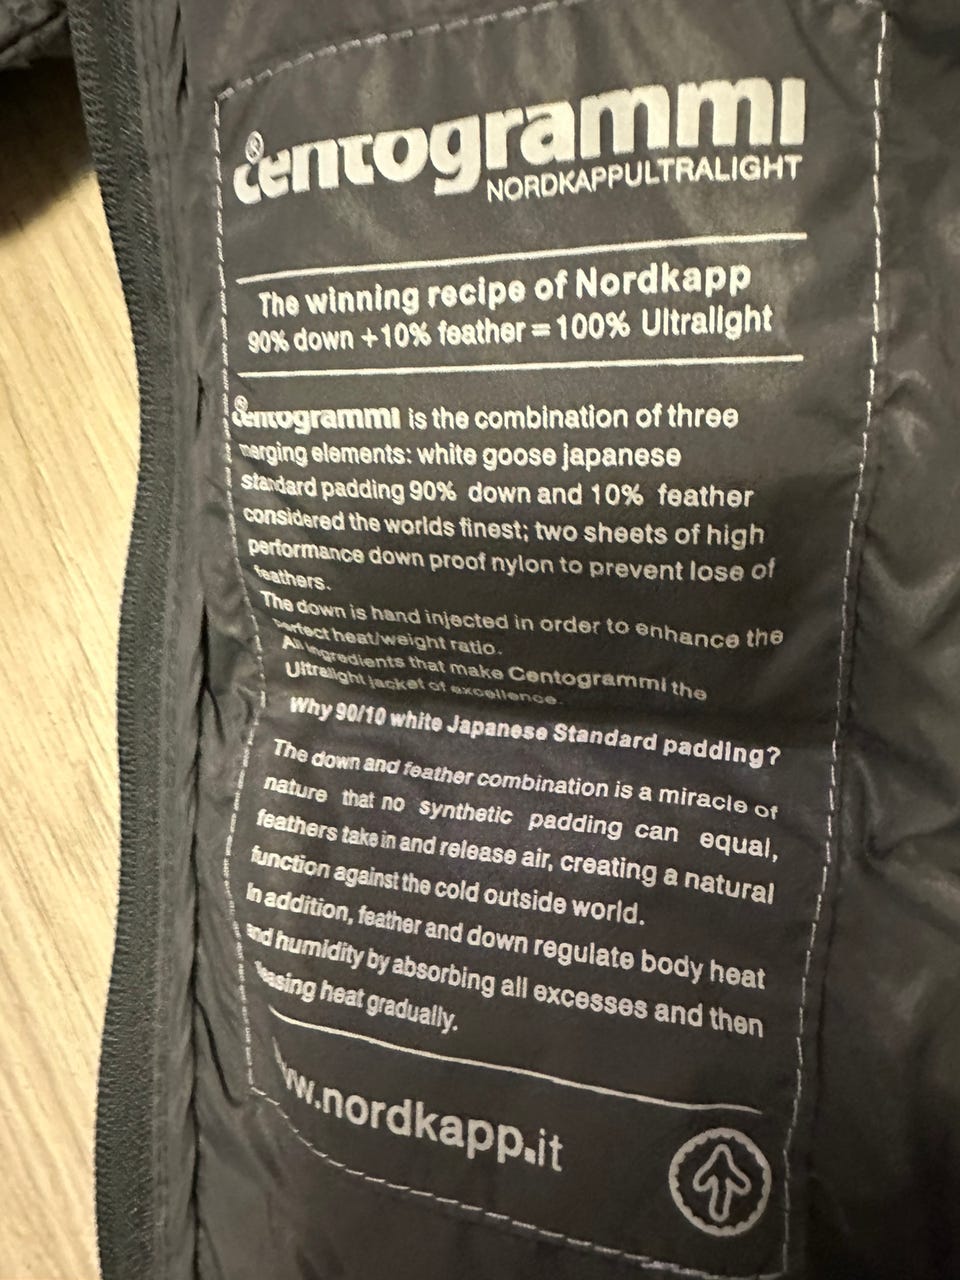 centogrammi®
NORDKAPPULTRALIGHT
The winning recipe of Nordkapp
90% down +10% feather = 100% Ultralight
centogrammi® is the combination of three
merging elements: white goose japanese
standard padding 90% down and 10% feather
considered the worlds finest; two sheets of high
performance down proof nylon to prevent lose of
feathers.
The down is hand injected in order to enhance the
perfect heat/weight ratio.
All ingredients that make Centogrammi the
Ultralight jacket of excellence.
Why 90/10 white Japanese Standard padding?
The down and feather combination is a miracle of
nature that no synthetic padding can equal,
feathers take in and release air, creating a natural
function against the cold outside world.
In addition, feather and down regulate body heat
and humidity by absorbing all excesses and then
easing heat gradually.
ww.nordkapp.it